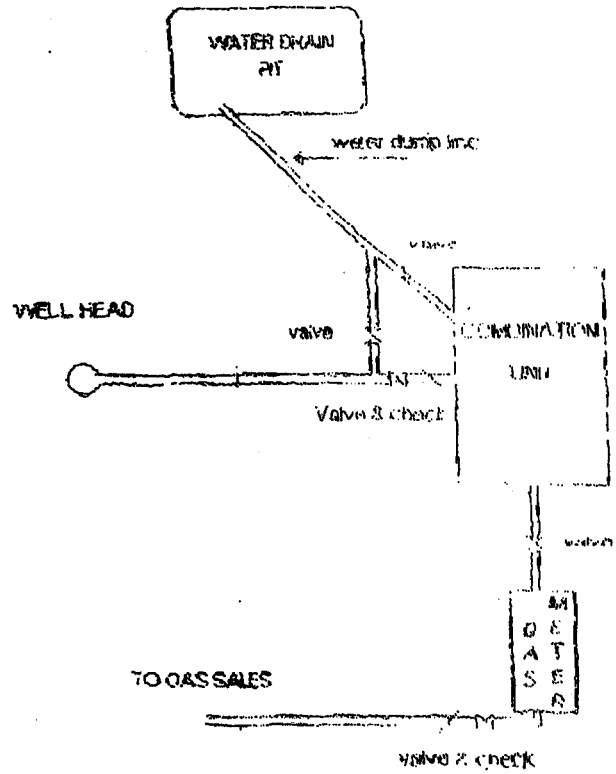 WATER DRAIN
PIT
water dump line
valve
WELL HEAD
valve
COMBINATION
UNIT
Valve & check
valve
GAS
METER
TO GAS SALES
valve & check